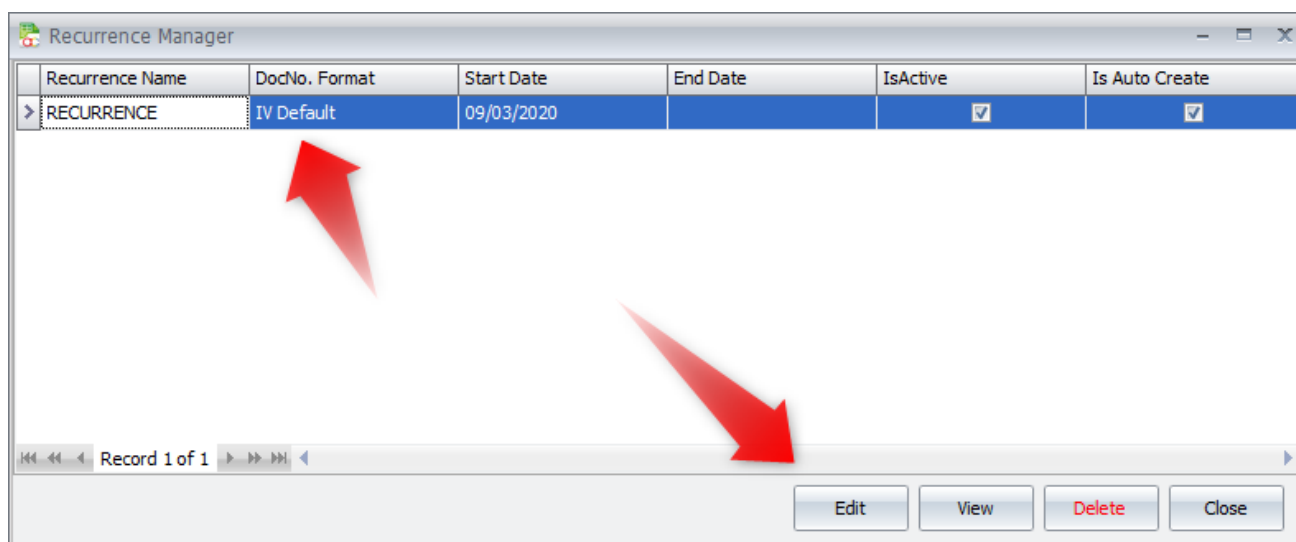 Recurrence Manager
Recurrence Name DocNo. Format Start Date End Date IsActive Is Auto Create
RECURRENCE IV Default 09/03/2020
Record 1 of 1
Edit View Delete Close